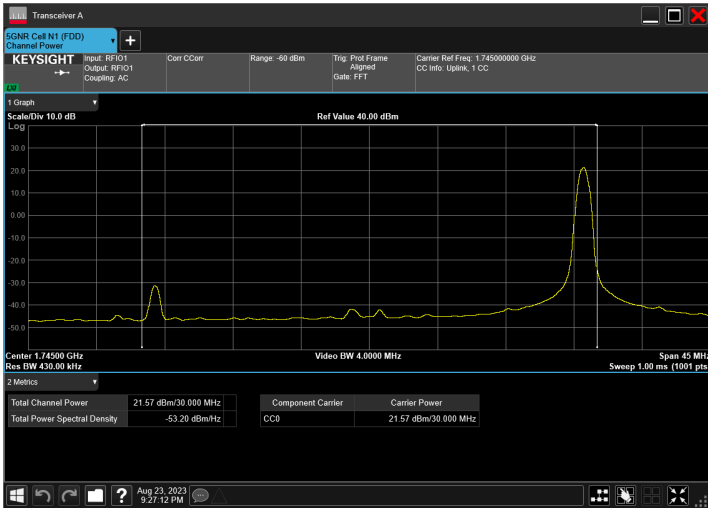 Transceiver A
5GNR Cell N1 (FDD)
Channel Power
KEYSIGHT
Input: RFIO1
Output: RFIO1
Coupling: AC
Corr CCorr
Range: -60 dBm
Trig: Prot Frame
Aligned
Gate: FFT
Carrier Ref Freq: 1.745000000 GHz
CC Info: Uplink, 1 CC
LXI
1 Graph
Scale/Div 10.0 dB
Ref Value 40.00 dBm
Log
30.0
20.0
10.0
0.00
-10.0
-20.0
-30.0
-40.0
-50.0
Center 1.74500 GHz
Video BW 4.0000 MHz
Span 45 MHz
Res BW 430.00 kHz
Sweep 1.00 ms (1001 pts
2 Metrics
Total Channel Power 21.57 dBm/30.000 MHz
Total Power Spectral Density -53.20 dBm/Hz
Component Carrier Carrier Power
CC0 21.57 dBm/30.000 MHz
?
Aug 23, 2023
9:27:12 PM